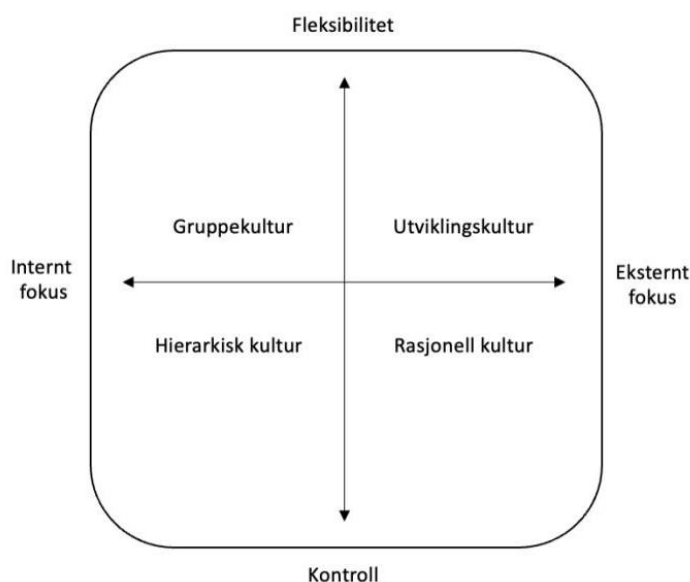 Fleksibilitet
Gruppekultur
Utviklingskultur
Internt
fokus
Eksternt
fokus
Hierarkisk kultur
Rasjonell kultur
Kontroll